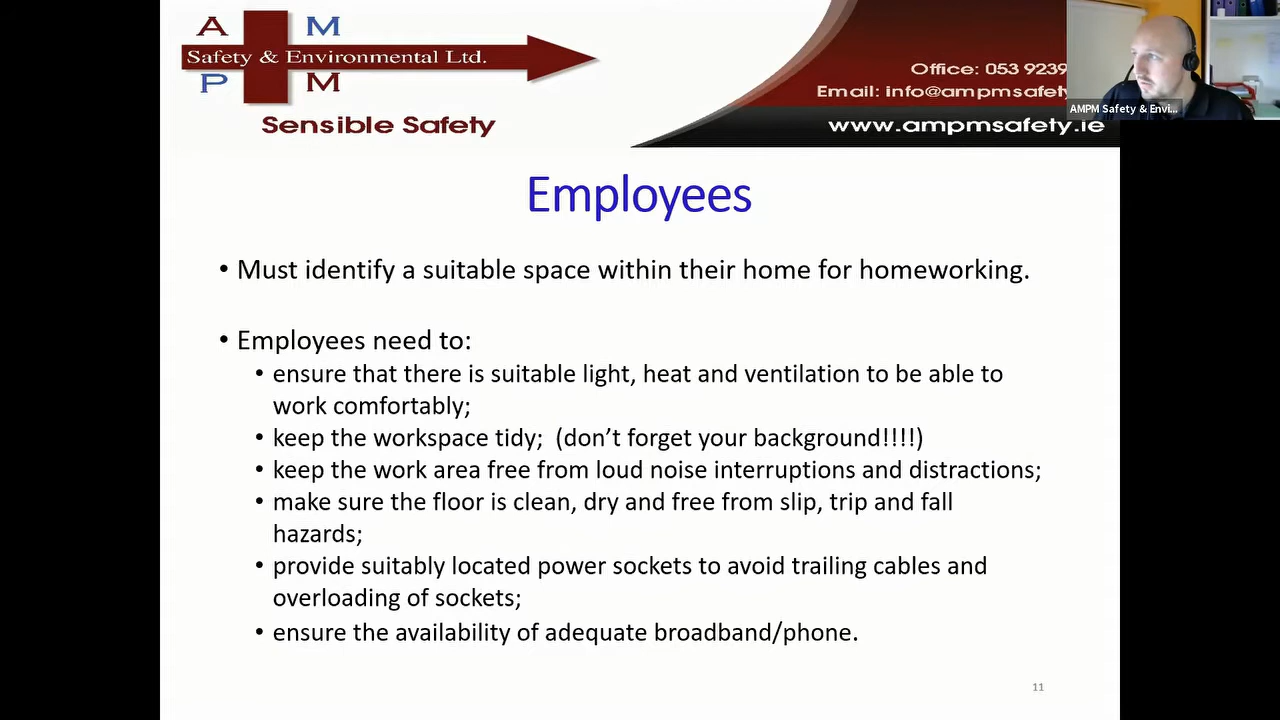 A M
Safety & Environmental Ltd.
P M
Sensible Safety
Office: 053 9239
Email: info@ampmsafety
www.ampmsafety.ie
AMPM Safety & Envi...
Employees
• Must identify a suitable space within their home for homeworking.
• Employees need to:
• ensure that there is suitable light, heat and ventilation to be able to
work comfortably;
• keep the workspace tidy; (don’t forget your background!!!!)
• keep the work area free from loud noise interruptions and distractions;
• make sure the floor is clean, dry and free from slip, trip and fall
hazards;
• provide suitably located power sockets to avoid trailing cables and
overloading of sockets;
• ensure the availability of adequate broadband/phone.
11